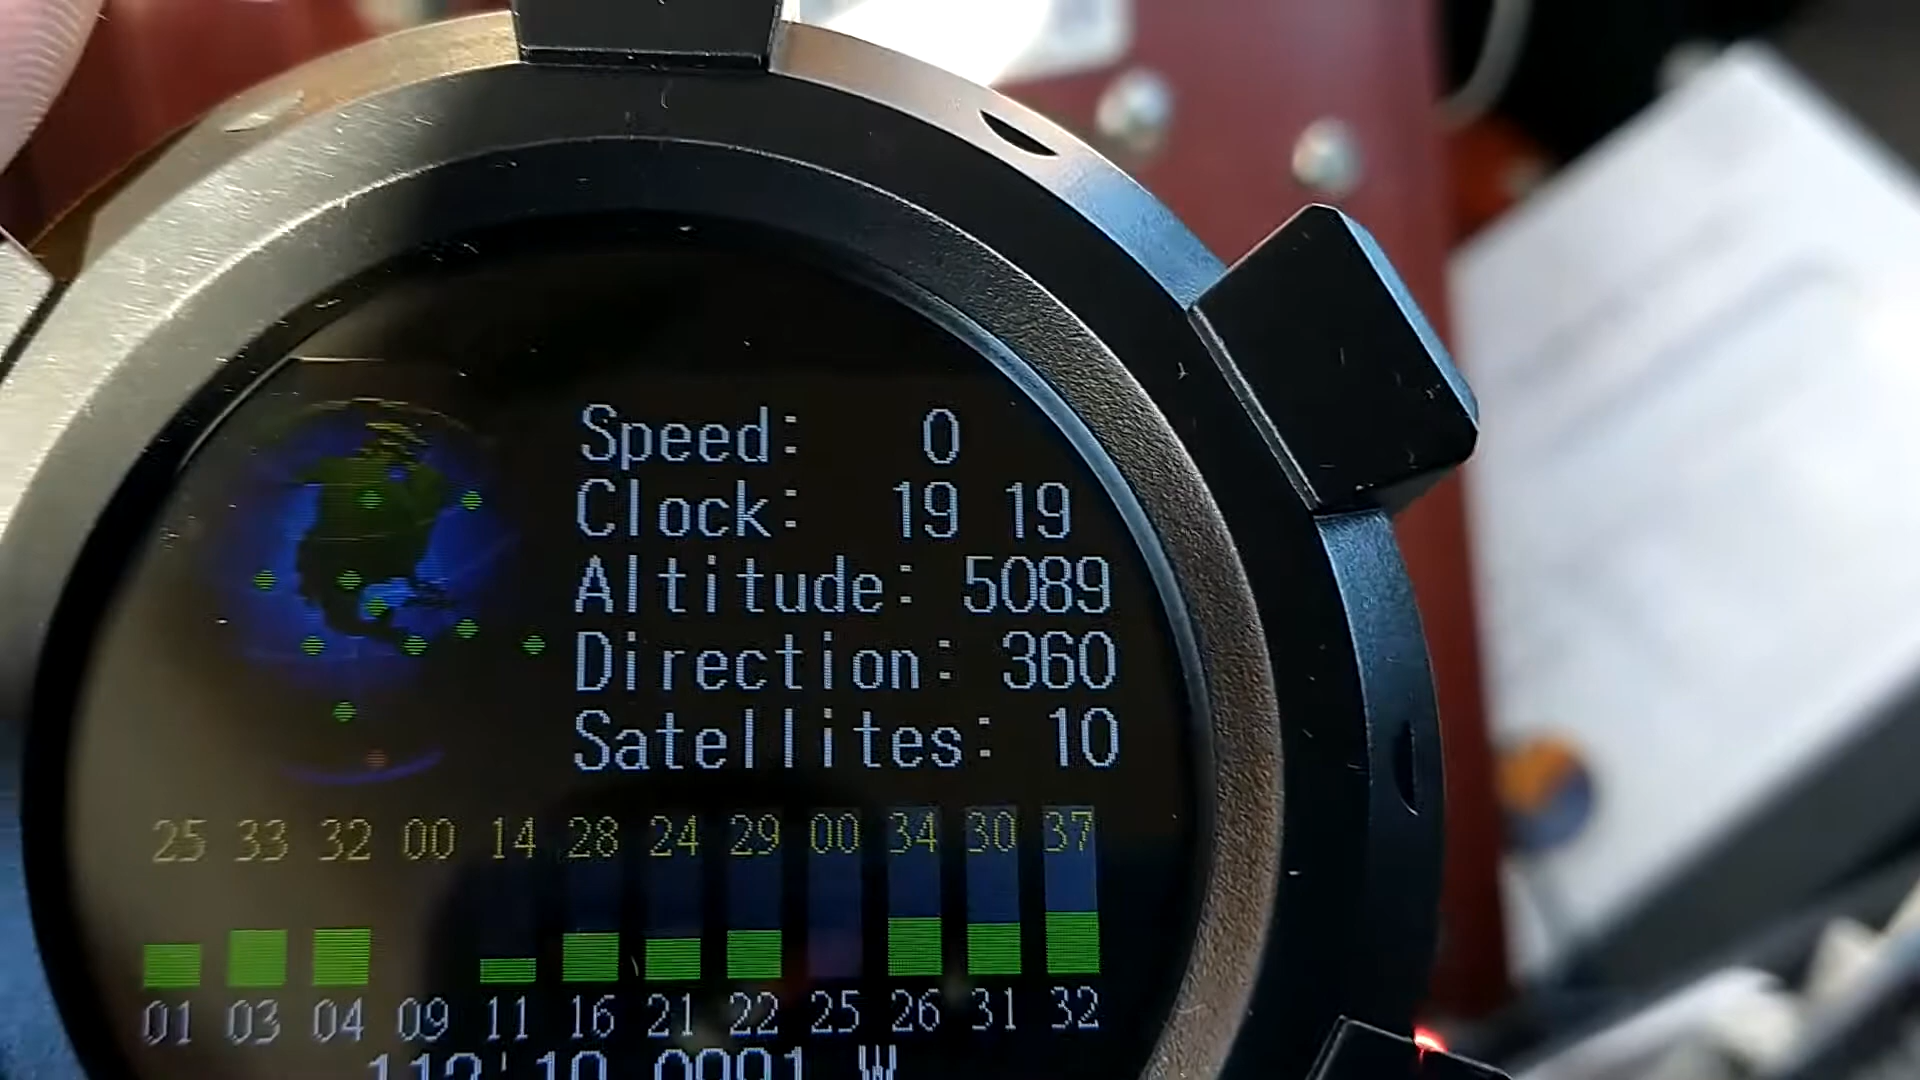 Speed: 0
Clock: 19 19
Altitude: 5089
Direction: 360
Satellites: 10
25 33 32 00 14 28 24 29 00 34 30 37
01 03 04 09 11 16 21 22 25 26 31 32
W